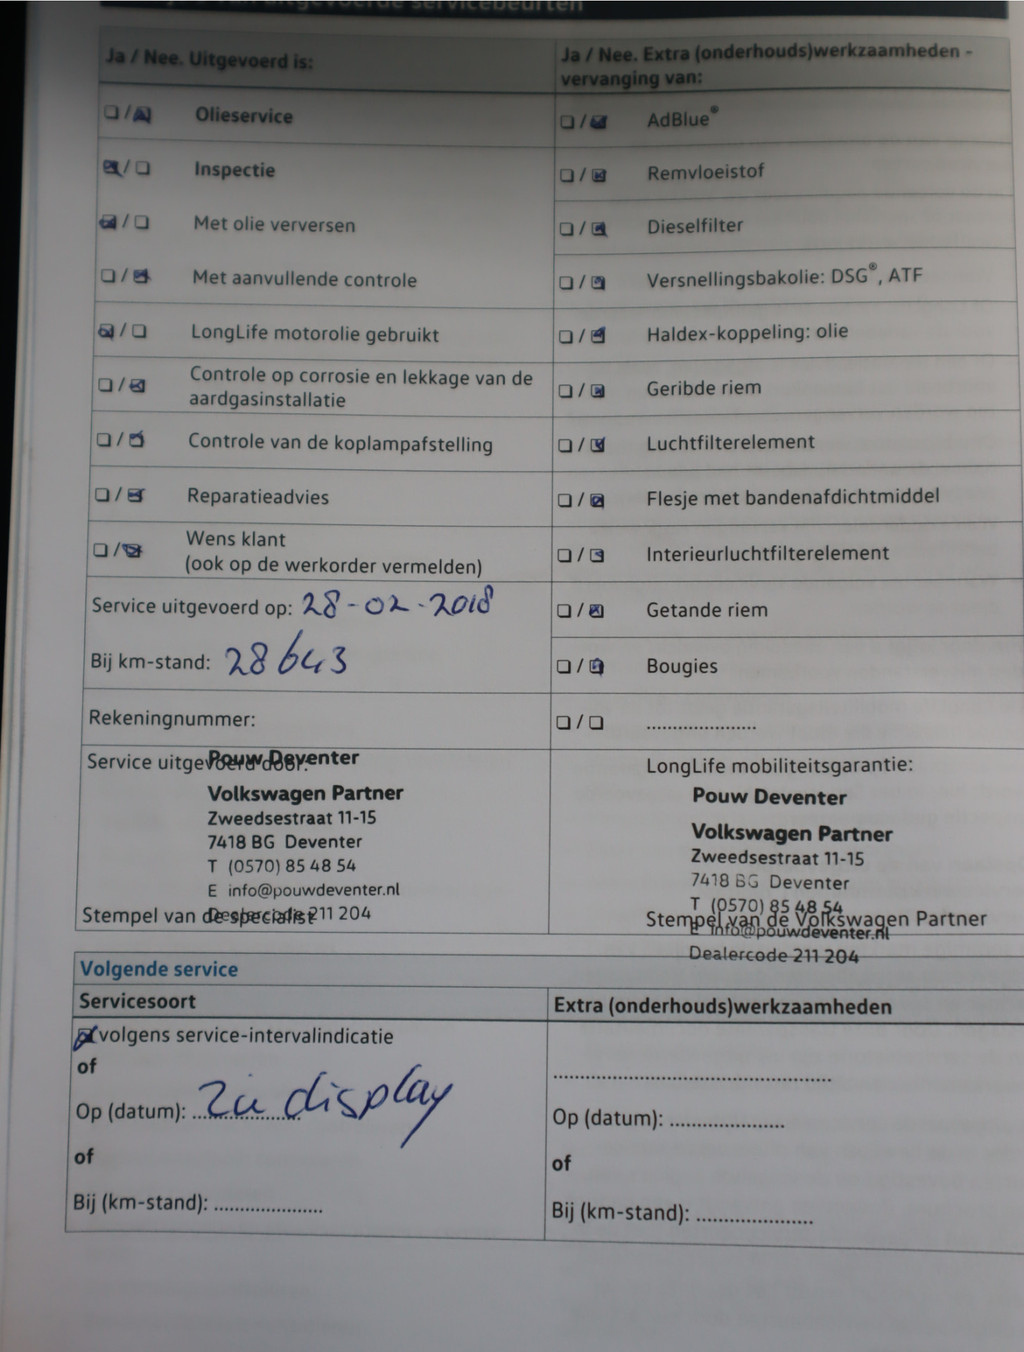 uitgevoerde servicebeurten
Ja / Nee. Uitgevoerd is:
Olieservice
Inspectie
Met olie verversen
Met aanvullende controle
LongLife motorolie gebruikt
Controle op corrosie en lekkage van de
aardgasinstallatie
Controle van de koplampafstelling
Reparatieadvies
Wens klant
(ook op de werkorder vermelden)
Service uitgevoerd op: 28-02-2018
Bij km-stand: 28643
Rekeningnummer:
Service uitgevoerd door:
Pouw Deventer
Volkswagen Partner
Zweedsestraat 11-15
7418 BG Deventer
T (0570) 85 48 54
E info@pouwdeventer.nl
Dealercode 211 204
Stempel van de specialist
Ja / Nee. Extra (onderhouds)werkzaamheden -
vervanging van:
AdBlue®
Remvloeistof
Dieselfilter
Versnellingsbakolie: DSG®, ATF
Haldex-koppeling: olie
Geribde riem
Luchtfilterelement
Flesje met bandenafdichtmiddel
Interieurluchtfilterelement
Getande riem
Bougies
....................
LongLife mobiliteitsgarantie:
Pouw Deventer
Volkswagen Partner
Zweedsestraat 11-15
7418 BG Deventer
T (0570) 85 48 54
E info@pouwdeventer.nl
Dealercode 211 204
Stempel van de Volkswagen Partner
Volgende service
Servicesoort
volgens service-intervalindicatie
of
Op (datum): zie display
of
Bij (km-stand): ....................
Extra (onderhouds)werkzaamheden
..................................................
Op (datum): .....................
of
Bij (km-stand): .....................